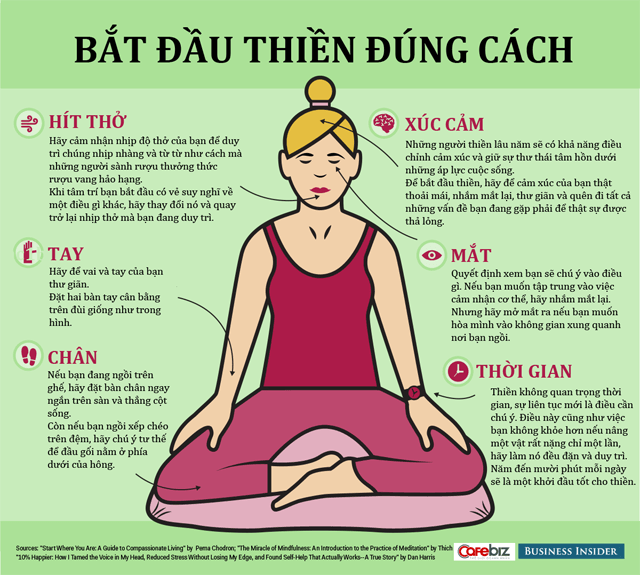 BẮT ĐẦU THIỀN ĐÚNG CÁCH
HÍT THỞ
Hãy cảm nhận nhịp độ thở của bạn để duy
trì chúng nhịp nhàng và từ từ như cách mà
những người sành rượu thưởng thức
rượu vang hảo hạng.
Khi tâm trí bạn bắt đầu có vẻ suy nghĩ về
một điều gì khác, hãy thay đổi nó và quay
trở lại nhịp thở mà bạn đang duy trì.
TAY
Hãy để vai và tay của bạn
thư giãn.
Đặt hai bàn tay cân bằng
trên đùi giống như trong
hình.
CHÂN
Nếu bạn đang ngồi trên
ghế, hãy đặt bàn chân ngay
ngắn trên sàn và thẳng cột
sống.
Còn nếu bạn ngồi xếp chéo
trên đệm, hãy chú ý tư thế
để đầu gối nằm ở phía
dưới của hông.
XÚC CẢM
Những người thiền lâu năm sẽ có khả năng điều
chỉnh cảm xúc và giữ sự thư thái tâm hồn dưới
những áp lực cuộc sống.
Để bắt đầu thiền, hãy để cảm xúc của bạn thật
thoải mái, nhắm mắt lại, thư giãn và quên đi tất cả
những vấn đề bạn đang gặp phải để thật sự được
thả lỏng.
MẮT
Quyết định xem bạn sẽ chú ý vào điều
gì. Nếu bạn muốn tập trung vào việc
cảm nhận cơ thể, hãy nhắm mắt lại.
Nhưng hãy mở mắt ra nếu bạn muốn
hòa mình vào không gian xung quanh
nơi bạn ngồi.
THỜI GIAN
Thiền không quan trọng thời
gian, sự liên tục mới là điều cần
chú ý. Điều này cũng như việc
bạn không khỏe hơn nếu nâng
một vật rất nặng chỉ một lần,
hãy làm nó đều đặn và duy trì.
Năm đến mười phút mỗi ngày
sẽ là một khởi đầu tốt cho thiền.
Sources: "Start Where You Are: A Guide to Compassionate Living" by Pema Chodron; "The Miracle of Mindfulness: An Introduction to the Practice of Meditation" by Thich
"10% Happier: How I Tamed the Voice in My Head, Reduced Stress Without Losing My Edge, and Found Self-Help That Actually Works--A True Story" by Dan Harris
Cafebiz
BUSINESS INSIDER